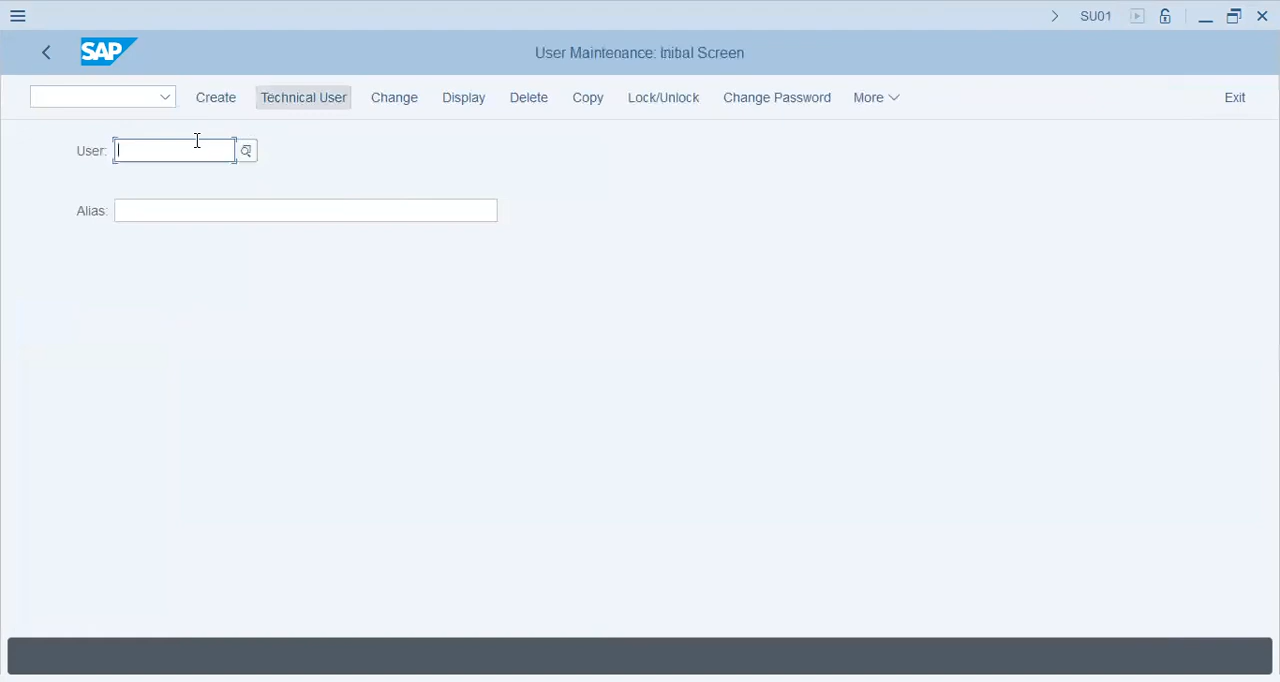 SU01
SAP
User Maintenance: Initial Screen
Create Technical User Change Display Delete Copy Lock/Unlock Change Password More Exit
User:
Alias: